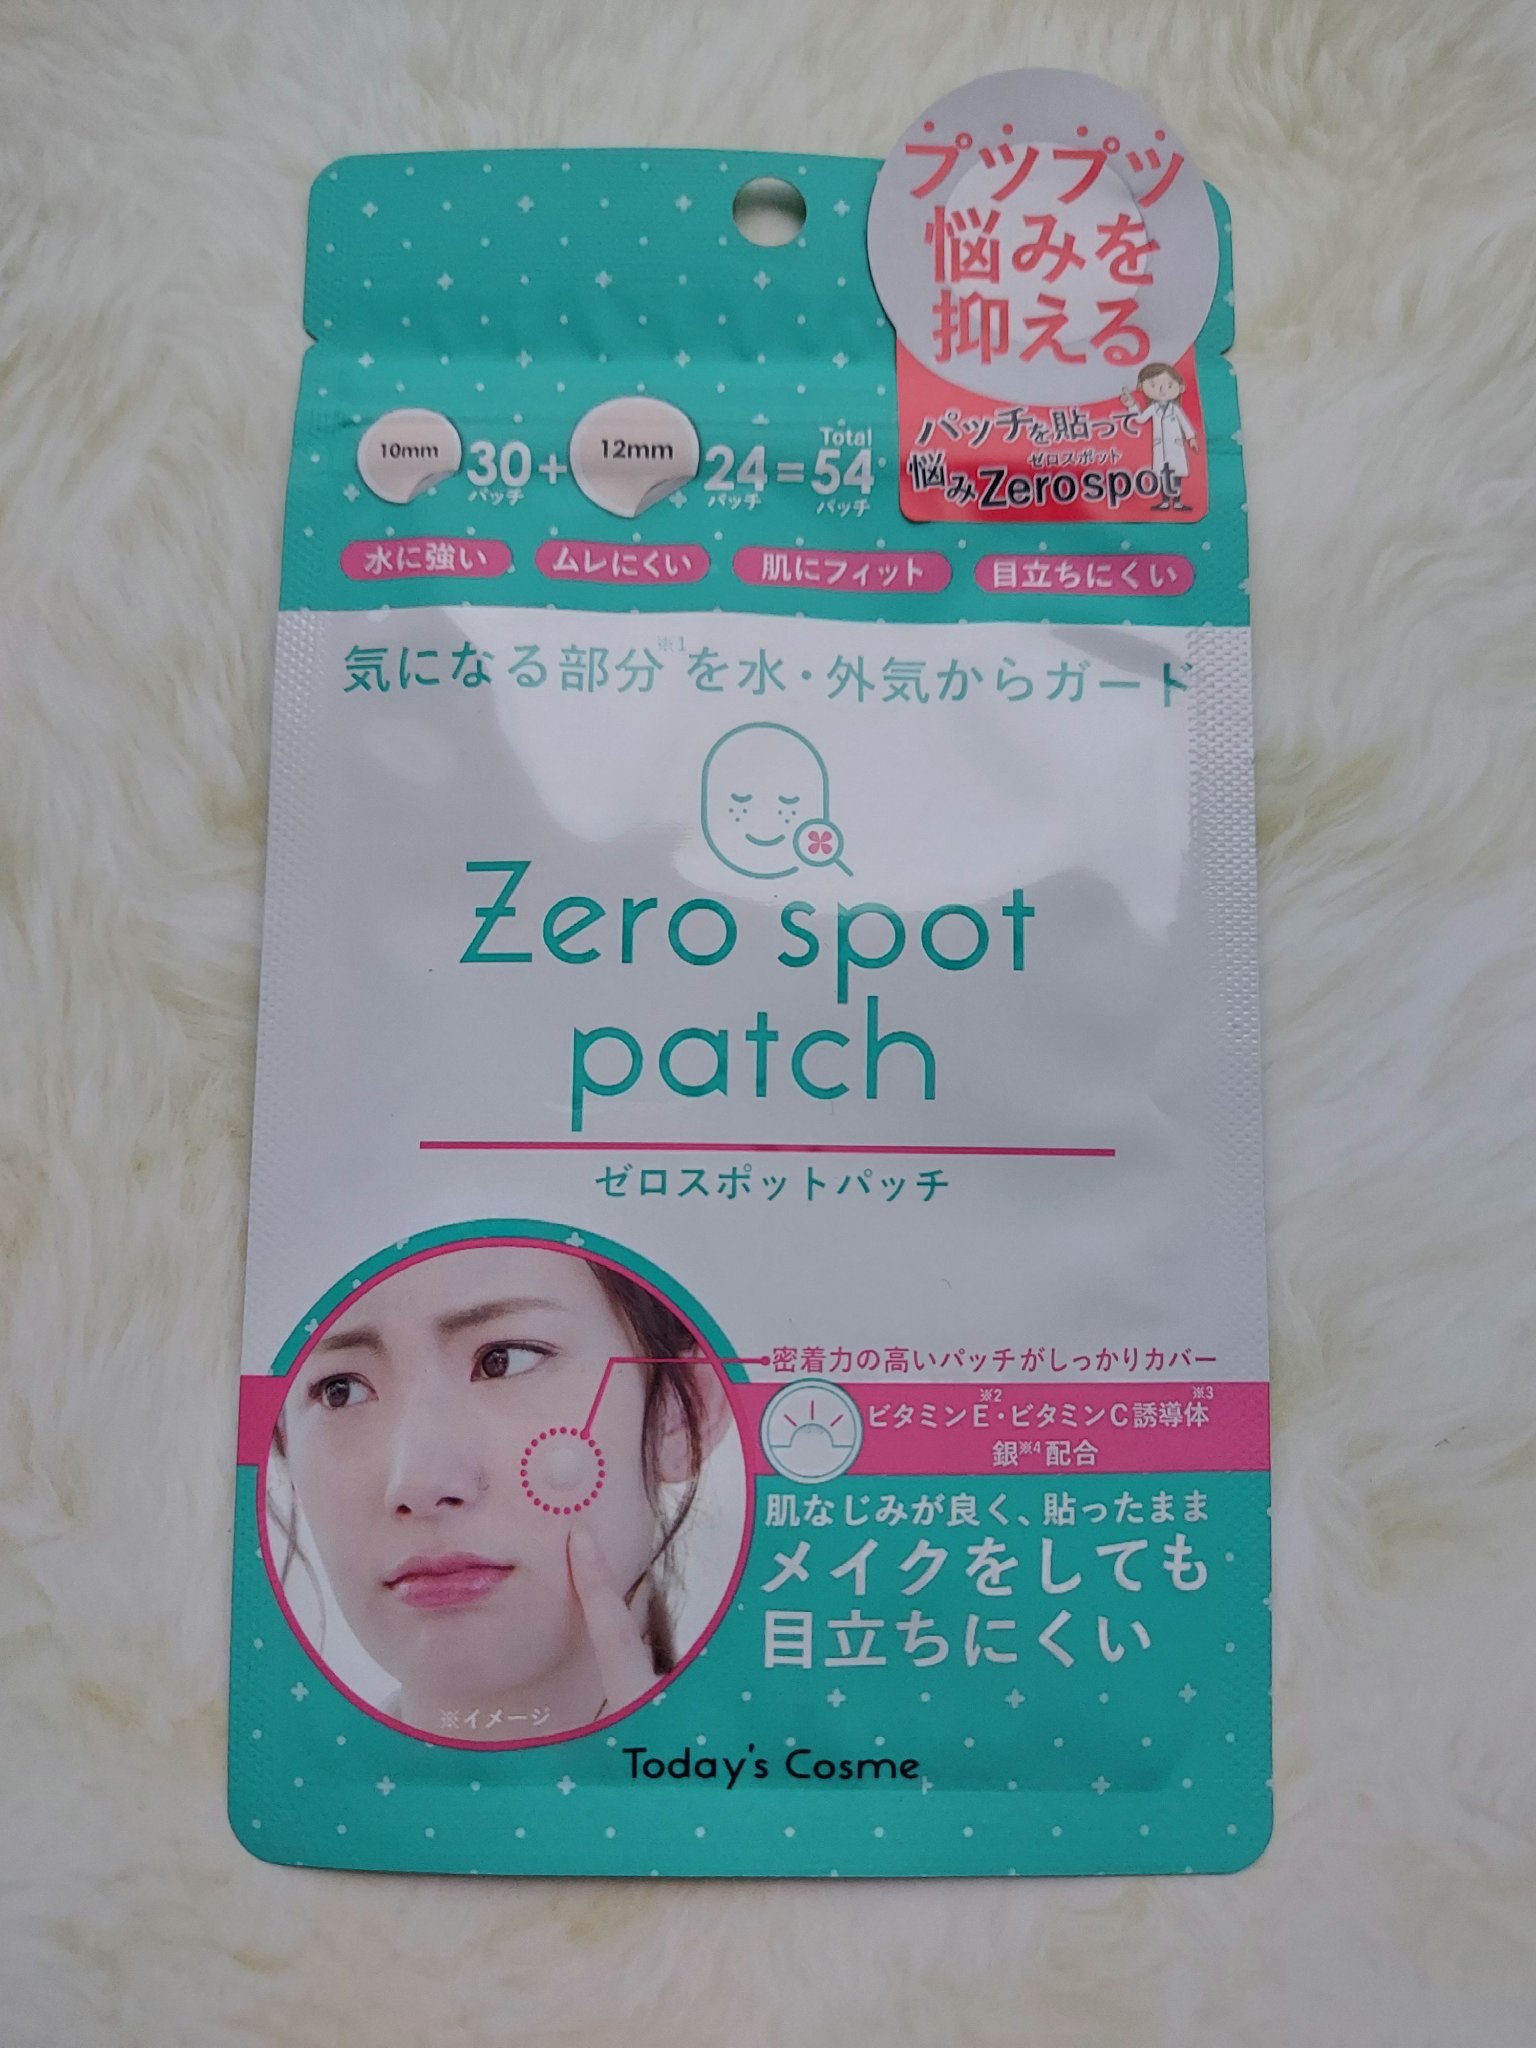 プツプツ
悩みを
抑える
パッチを貼って
ゼロスポット
悩みZero spot
10mm 30 + 12mm 24 = Total 54
パッチ パッチ パッチ
水に強い ムレにくい 肌にフィット 目立ちにくい
気になる部分※1を水・外気からガード
Zero spot
patch
ゼロスポットパッチ
密着力の高いパッチがしっかりカバー
ビタミンE※2・ビタミンC誘導体※3
銀※4配合
肌なじみが良く、貼ったまま
メイクをしても
目立ちにくい
※イメージ
Today's Cosme